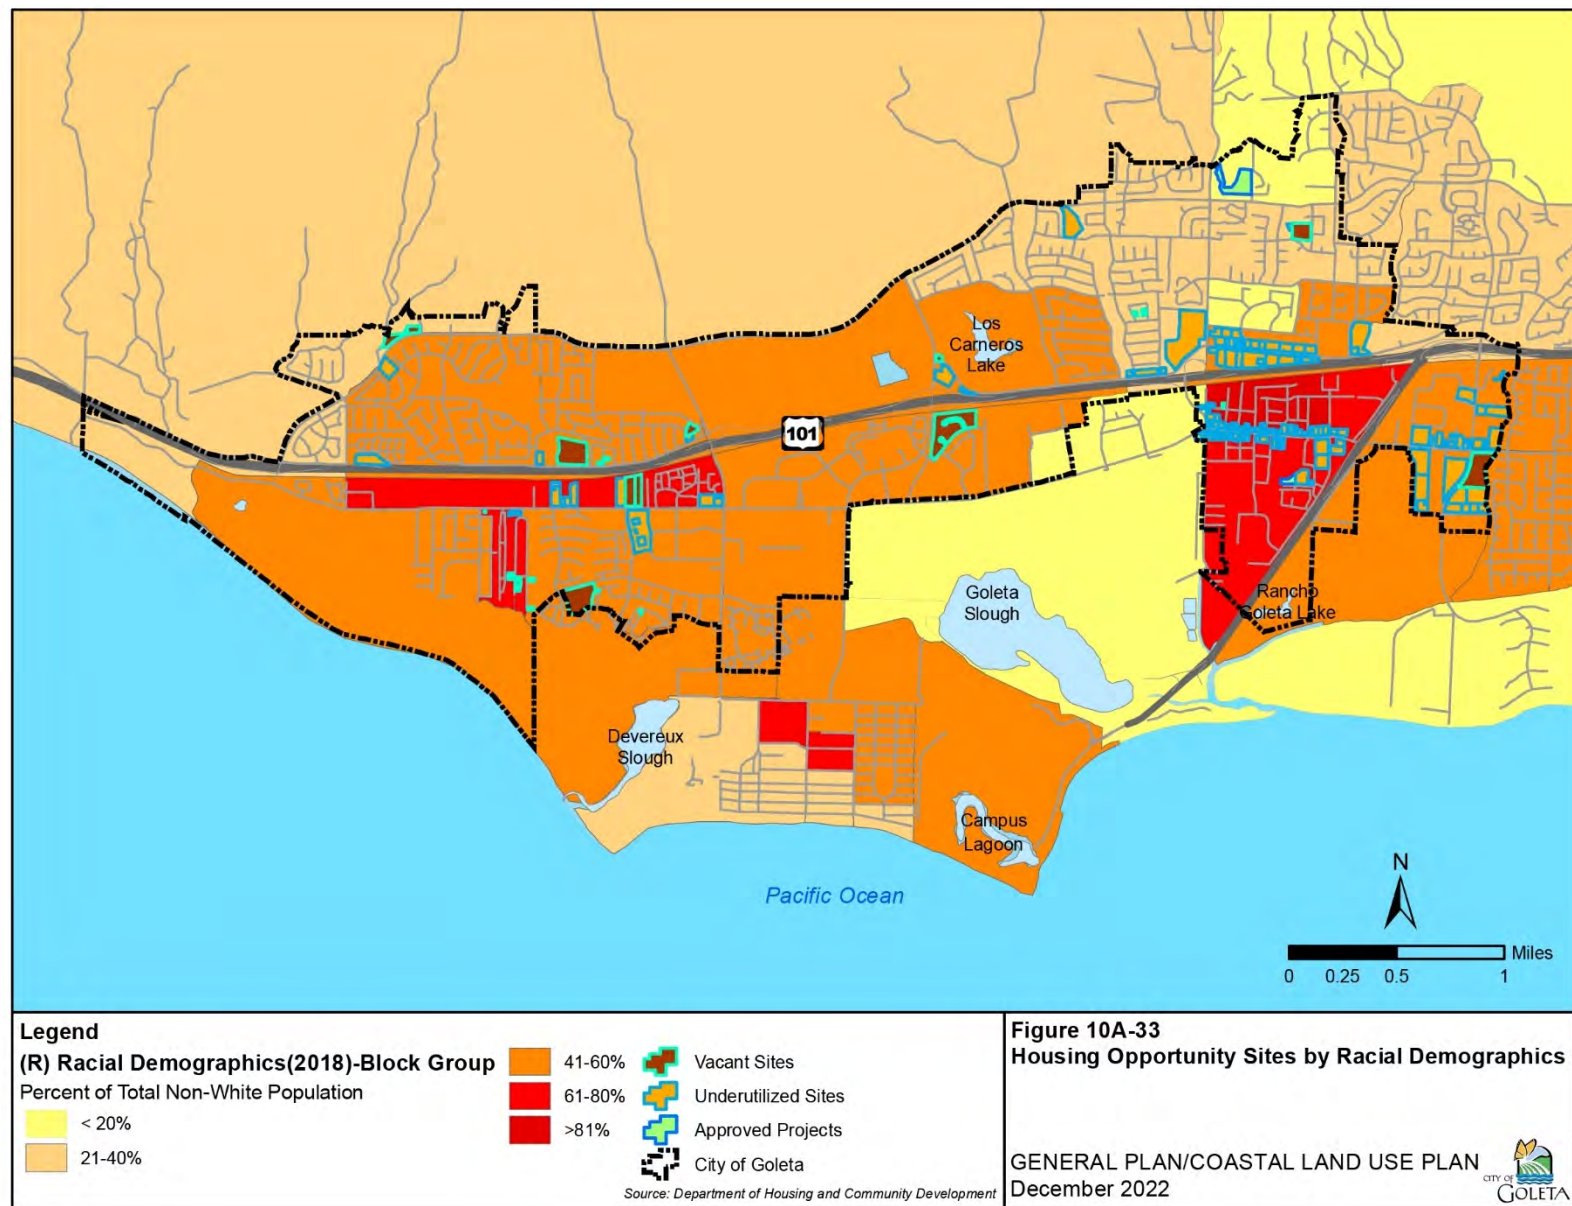 Los
Carneros
Lake
101
Goleta
Slough
Rancho
Goleta Lake
Devereux
Slough
Campus
Lagoon
Pacific Ocean
N
Miles
0 0.25 0.5 1
Legend
(R) Racial Demographics(2018)-Block Group
Percent of Total Non-White Population
< 20%
21-40%
41-60%
61-80%
>81%
Vacant Sites
Underutilized Sites
Approved Projects
City of Goleta
Source: Department of Housing and Community Development
Figure 10A-33
Housing Opportunity Sites by Racial Demographics
GENERAL PLAN/COASTAL LAND USE PLAN
December 2022
CITY OF
GOLETA